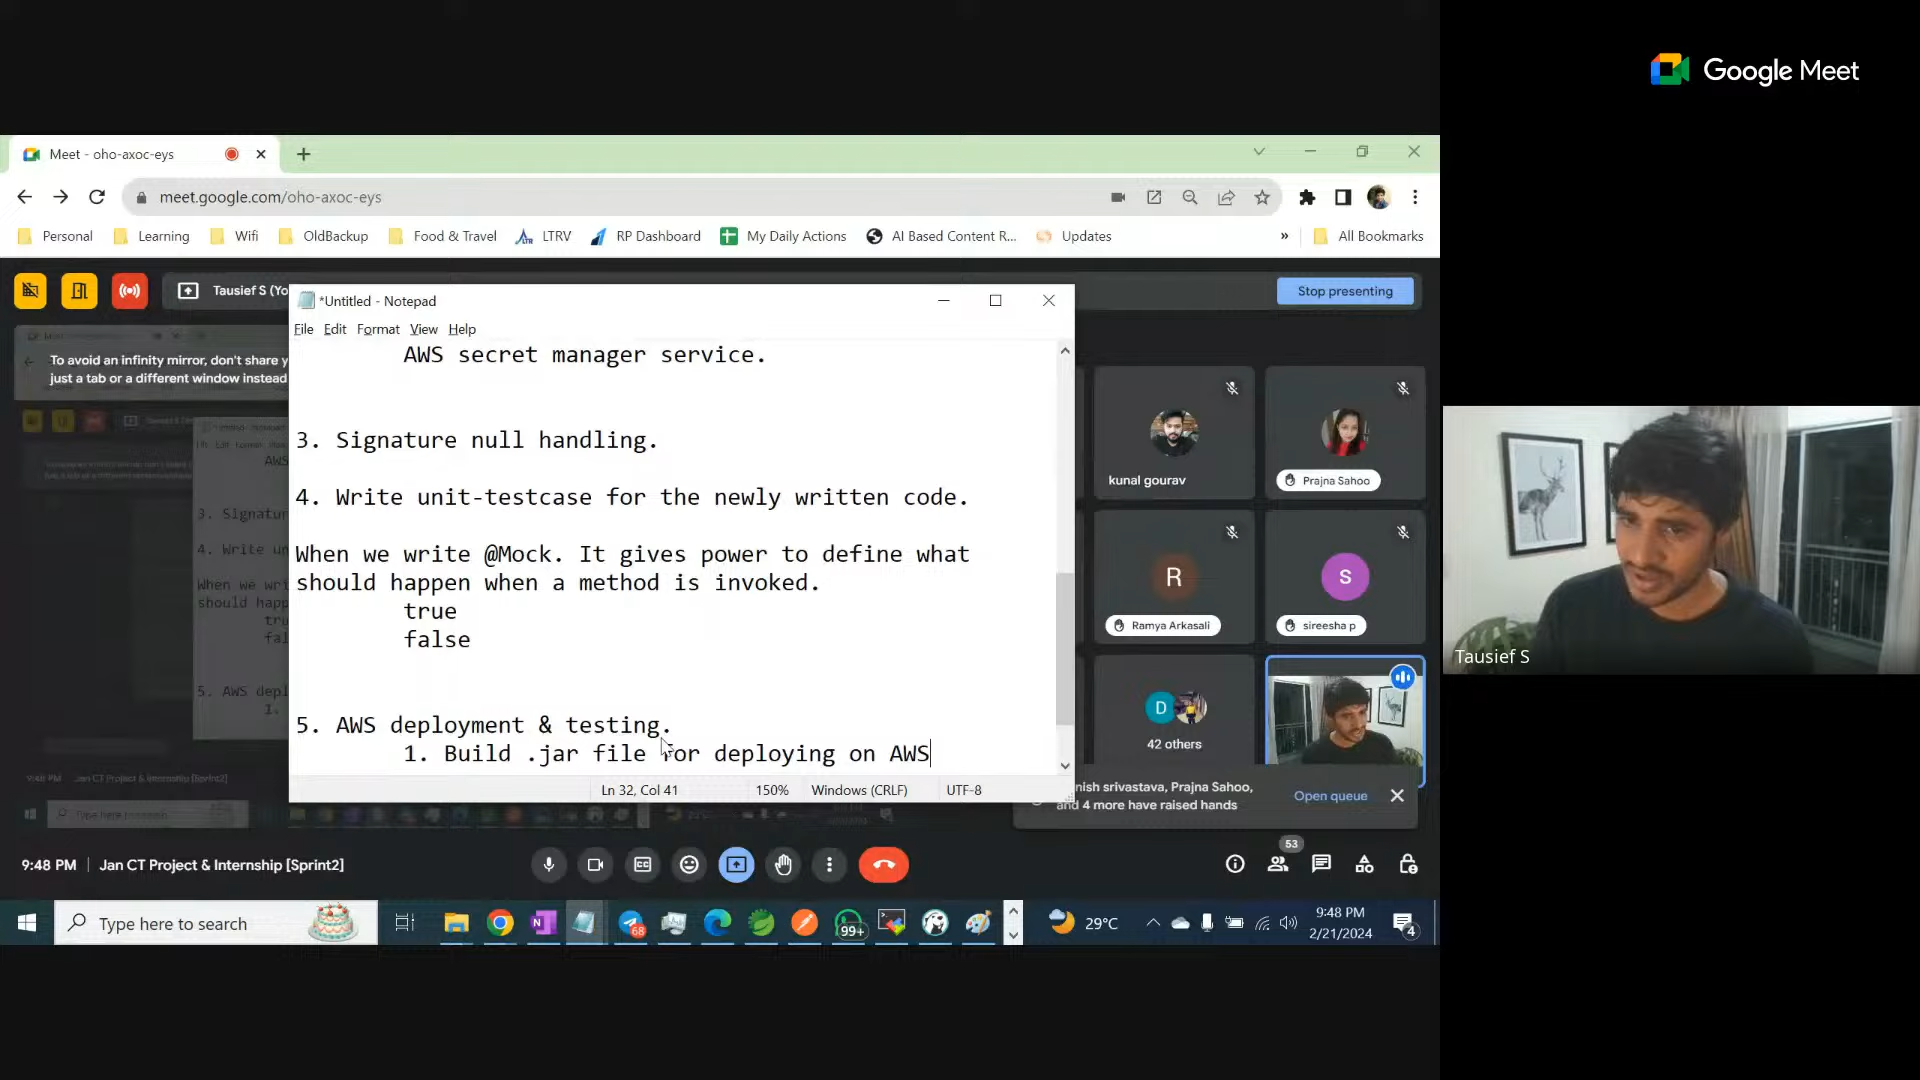 Google Meet
Meet - oho-axoc-eys
meet.google.com/oho-axoc-eys
Personal
Learning
Wifi
OldBackup
Food & Travel
LTRV
RP Dashboard
My Daily Actions
AI Based Content R...
Updates
»
All Bookmarks
Tausief S (Yo
Stop presenting
To avoid an infinity mirror, don't share y
just a tab or a different window instead
*Untitled - Notepad
File Edit Format View Help
AWS secret manager service.
3. Signature null handling.
4. Write unit-testcase for the newly written code.
When we write @Mock. It gives power to define what
should happen when a method is invoked.
true
false
5. AWS deployment & testing.
1. Build .jar file for deploying on AWS
Ln 32, Col 41
150%
Windows (CRLF)
UTF-8
kunal gourav
Prajna Sahoo
R
Ramya Arkasali
S
sireesha p
D
42 others
nish srivastava, Prajna Sahoo,
and 4 more have raised hands
Open queue
Tausief S
9:48 PM | Jan CT Project & Internship [Sprint2]
53
Type here to search
68
99+
29°C
9:48 PM
2/21/2024
4